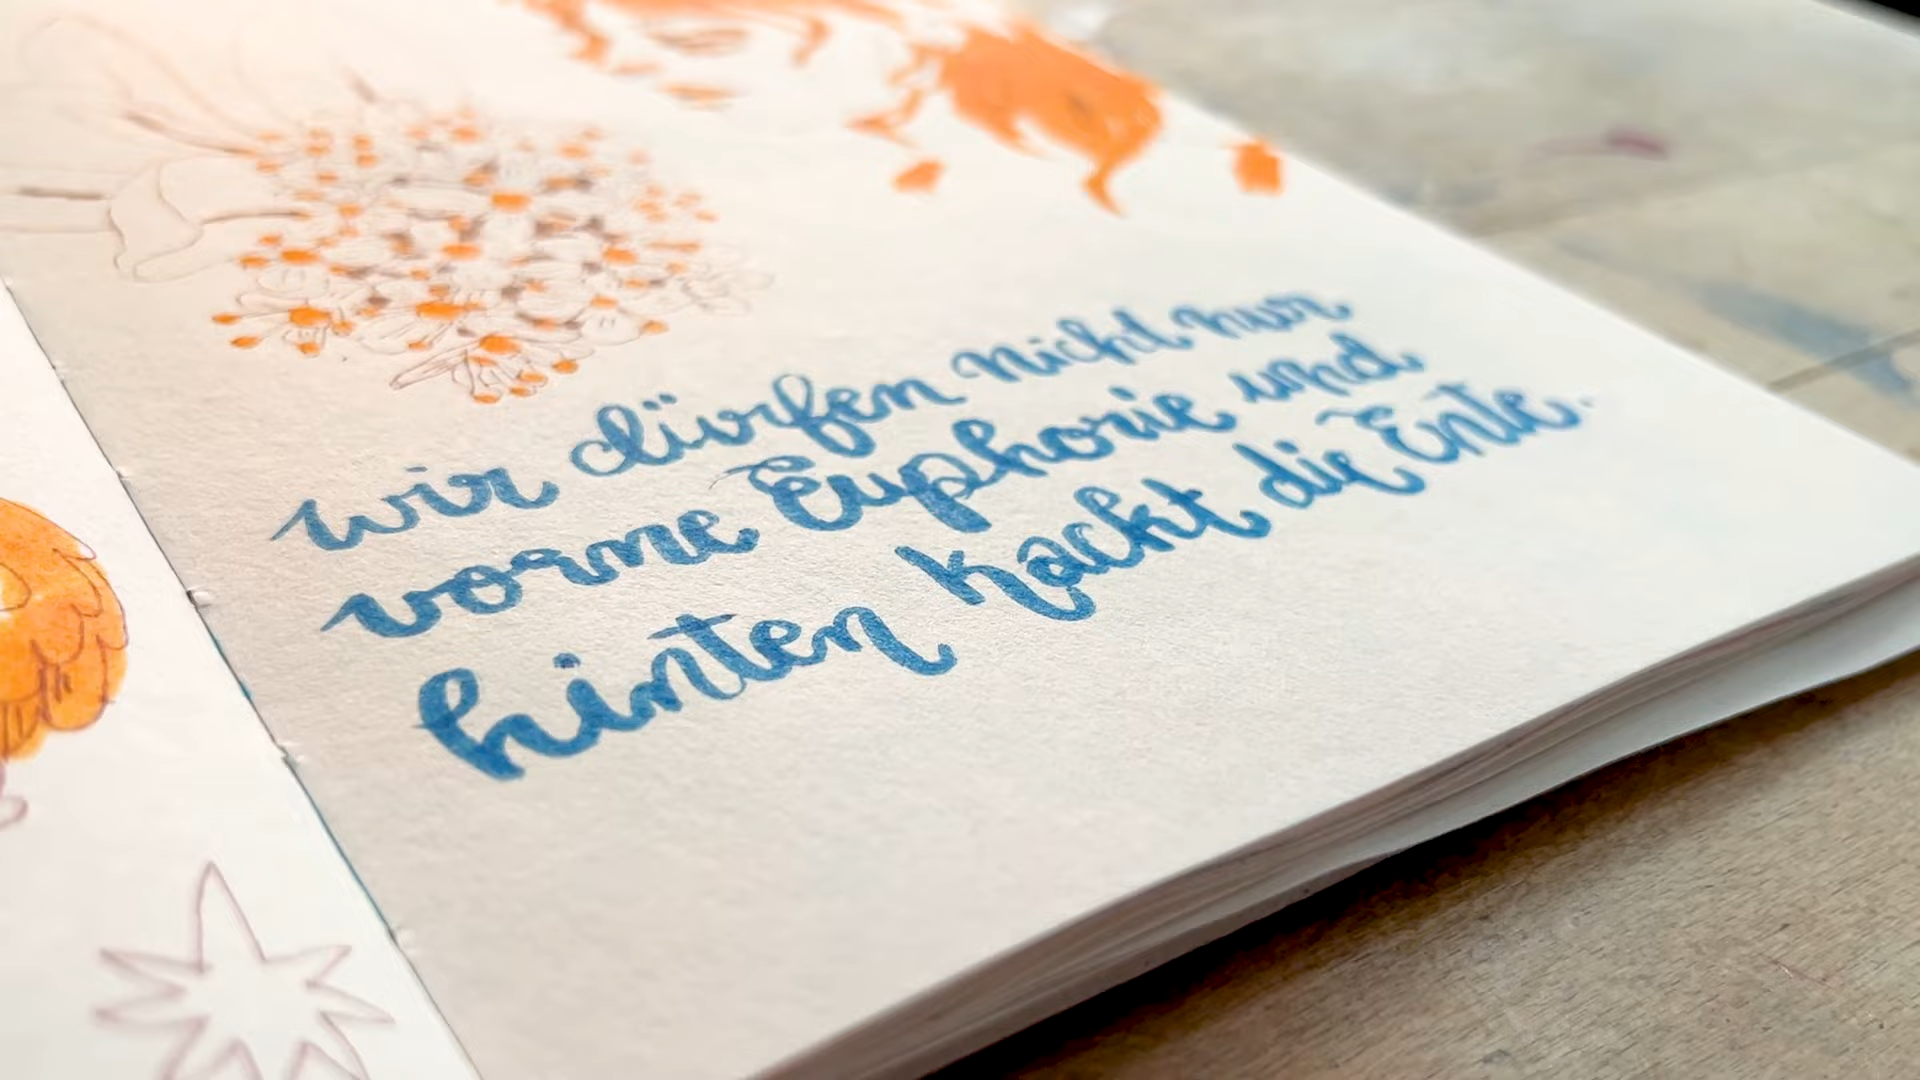 wir dürfen nicht nur
vorne Euphorie und
hinten kackt die Ente.